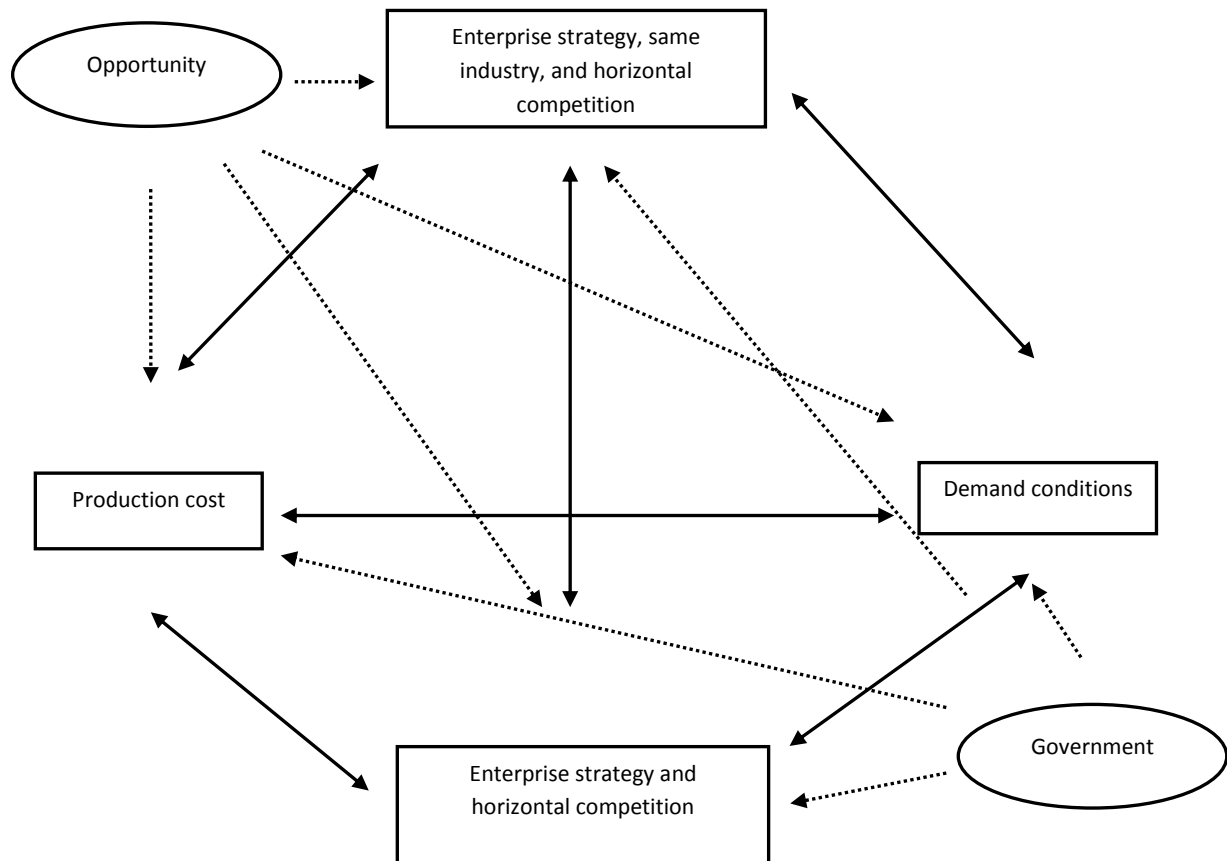 Opportunity
Enterprise strategy, same
industry, and horizontal
competition
Production cost
Demand conditions
Government
Enterprise strategy and
horizontal competition